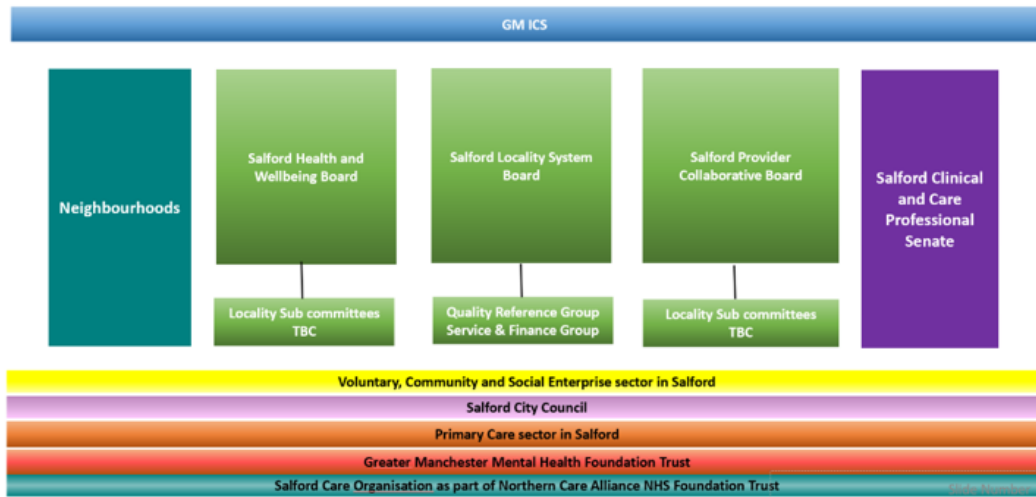 GM ICS
Neighbourhoods
Salford Health and
Wellbeing Board
Salford Locality System
Board
Salford Provider
Collaborative Board
Salford Clinical
and Care
Professional
Senate
Locality Sub committees
TBC
Quality Reference Group
Service & Finance Group
Locality Sub committees
TBC
Voluntary, Community and Social Enterprise sector in Salford
Salford City Council
Primary Care sector in Salford
Greater Manchester Mental Health Foundation Trust
Salford Care Organisation as part of Northern Care Alliance NHS Foundation Trust
Slide Number